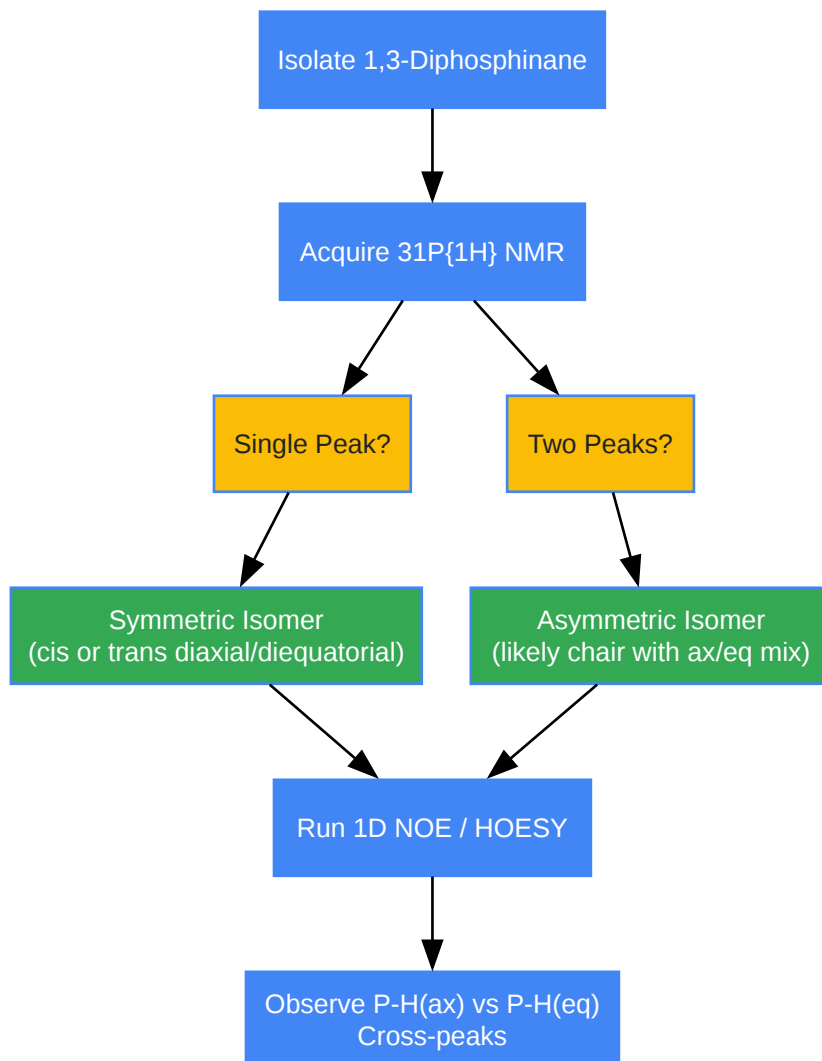 Isolate 1,3-Diphosphinane
Acquire 31P{1H} NMR
Single Peak?
Two Peaks?
Symmetric Isomer
(cis or trans diaxial/diequatorial)
Asymmetric Isomer
(likely chair with ax/eq mix)
Run 1D NOE / HOESY
Observe P-H(ax) vs P-H(eq)
Cross-peaks